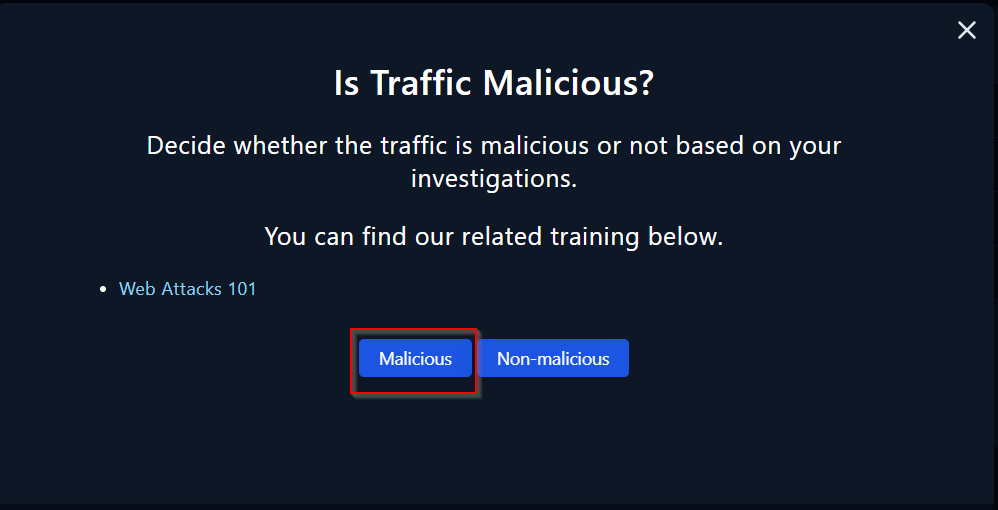 Is Traffic Malicious?
Decide whether the traffic is malicious or not based on your
investigations.
You can find our related training below.
• Web Attacks 101
Malicious Non-malicious